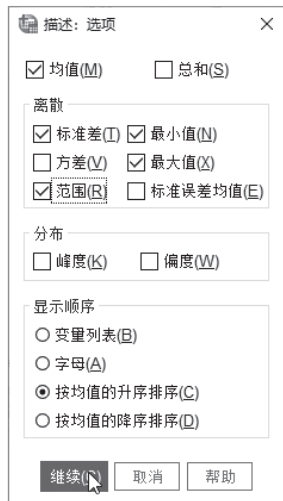 描述：选项
均值(M) 总和(S)
离散
标准差(T) 最小值(N)
方差(V) 最大值(X)
范围(R) 标准误差均值(E)
分布
峰度(K) 偏度(W)
显示顺序
变量列表(B)
字母(A)
按均值的升序排序(C)
按均值的降序排序(D)
继续 取消 帮助